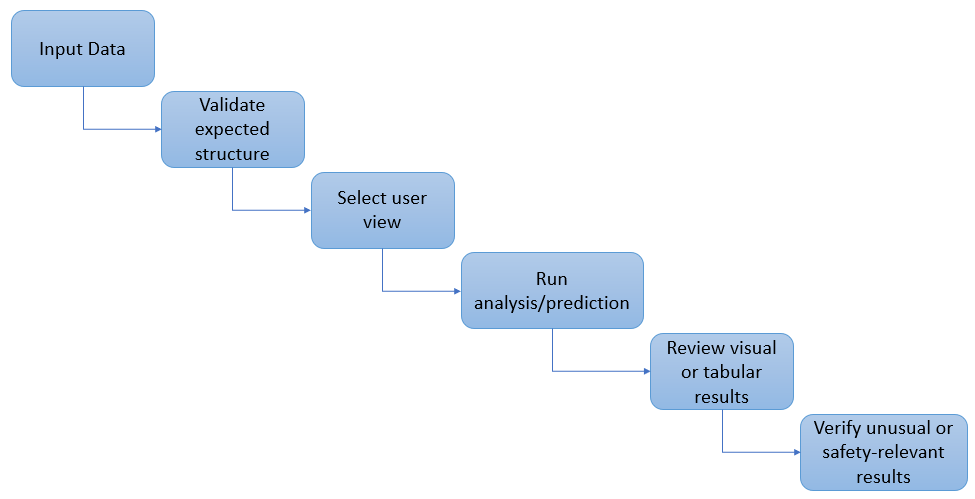 Input Data
Validate
expected
structure
Select user
view
Run
analysis/prediction
Review visual
or tabular
results
Verify unusual or
safety-relevant
results